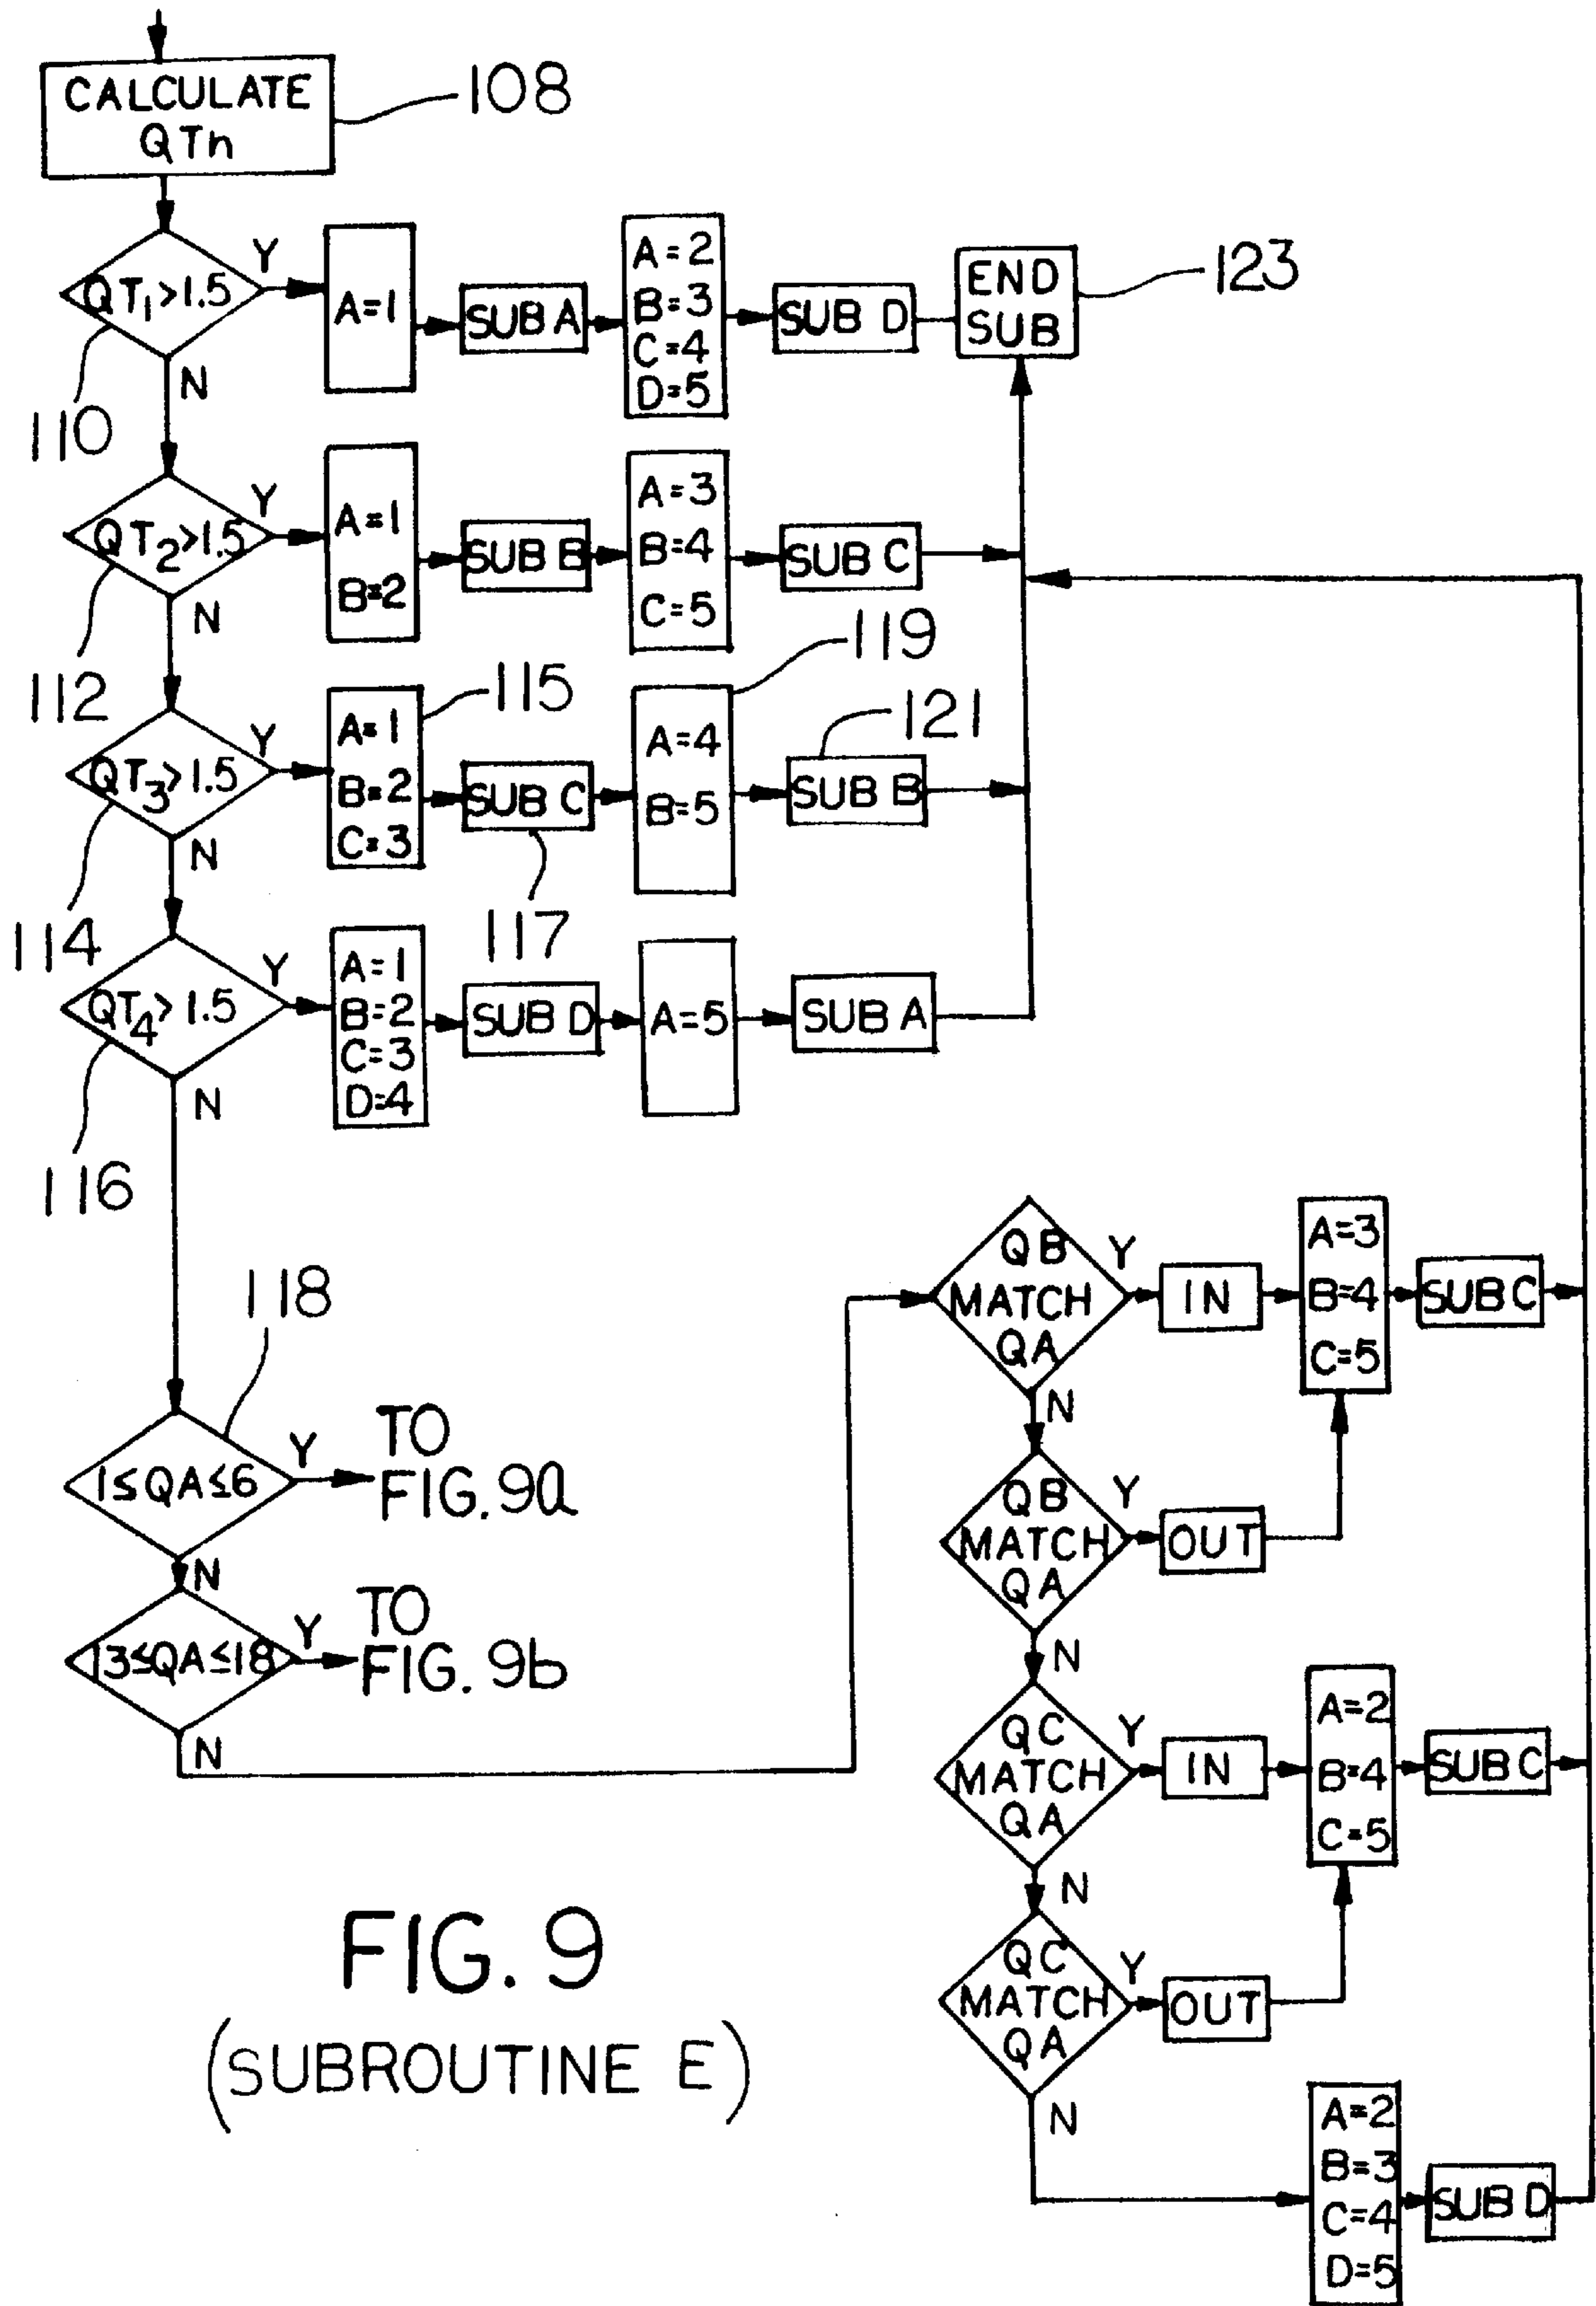 CALCULATE
QTn
108
QT1>1.5
Y
N
110
A=1
SUB A
A=2
B=3
C=4
D=5
SUB D
END
SUB
123
QT2>1.5
Y
N
112
A=1
B=2
SUB B
A=3
B=4
C=5
SUB C
QT3>1.5
Y
N
114
A=1
B=2
C=3
115
SUB C
117
A=4
B=5
119
SUB B
121
QT4>1.5
Y
N
116
A=1
B=2
C=3
D=4
SUB D
A=5
SUB A
118
1≤QA≤6
Y
N
TO
FIG. 9a
13≤QA≤18
Y
N
TO
FIG. 9b
QB
MATCH
QA
Y
N
IN
A=3
B=4
C=5
SUB C
QB
MATCH
QA
Y
N
OUT
QC
MATCH
QA
Y
N
IN
A=2
B=4
C=5
SUB C
QC
MATCH
QA
Y
N
OUT
A=2
B=3
C=4
D=5
SUB D
FIG. 9
(SUBROUTINE E)